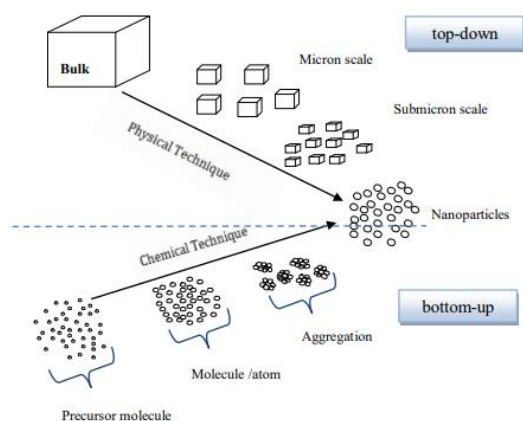 top-down
Bulk
Micron scale
Submicron scale
Physical Technique
Nanoparticles
Chemical Technique
bottom-up
Aggregation
Molecule /atom
Precursor molecule